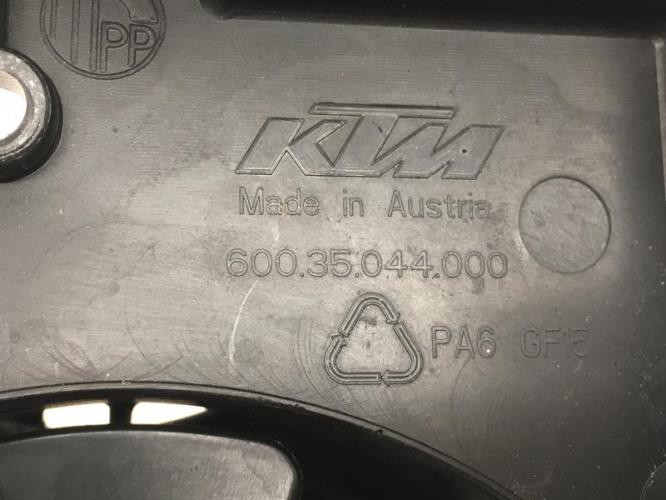 PP
KTM
Made in Austria
600.35.044.000
PA6 GF15